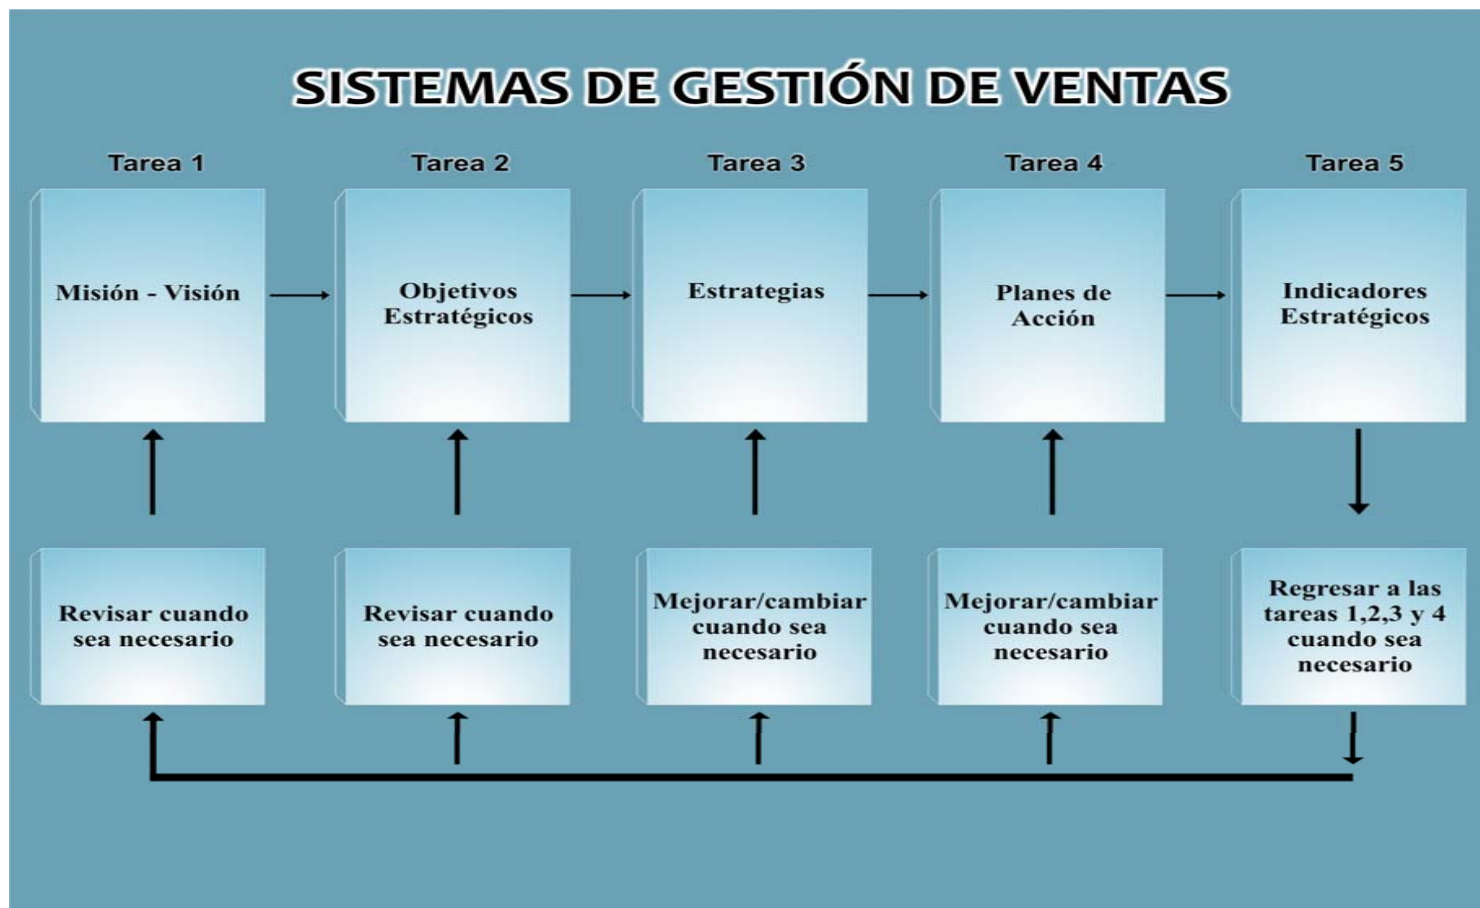 SISTEMAS DE GESTIÓN DE VENTAS
Tarea 1
Tarea 2
Tarea 3
Tarea 4
Tarea 5
Misión - Visión
Objetivos
Estratégicos
Estrategias
Planes de
Acción
Indicadores
Estratégicos
Revisar cuando
sea necesario
Revisar cuando
sea necesario
Mejorar/cambiar
cuando sea
necesario
Mejorar/cambiar
cuando sea
necesario
Regresar a las
tareas 1,2,3 y 4
cuando sea
necesario